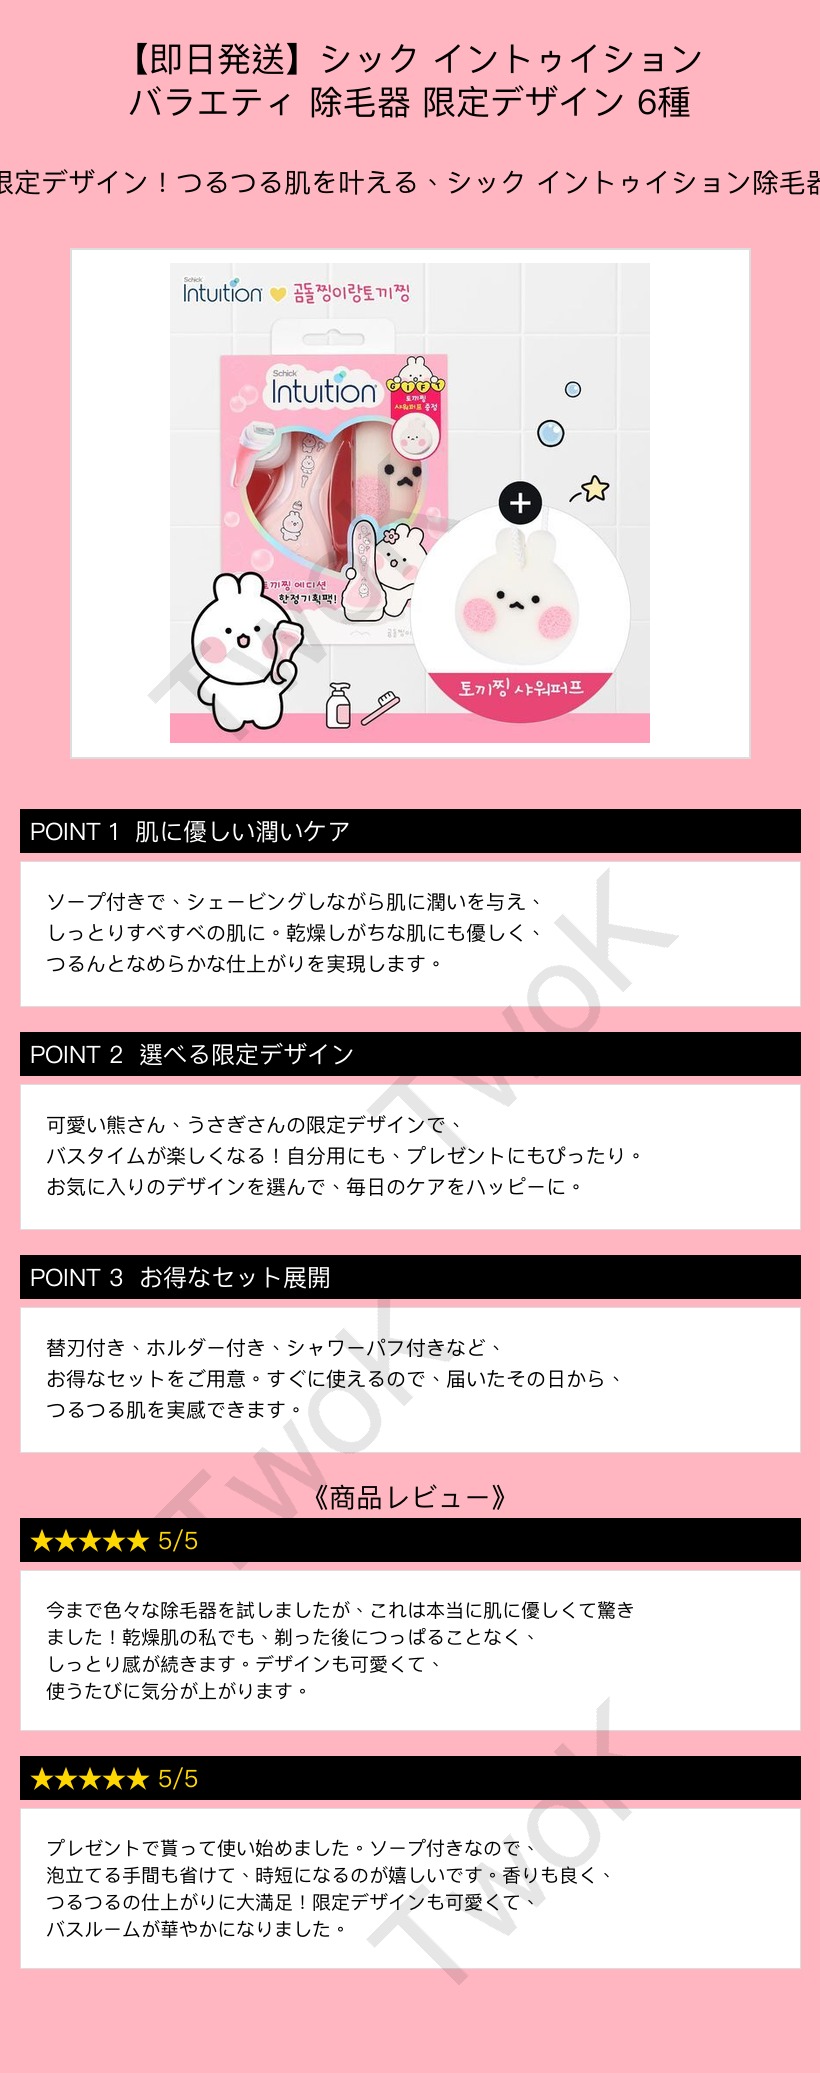 【即日発送】シック イントゥイション
バラエティ 除毛器 限定デザイン 6種
限定デザイン！つるつる肌を叶える、シック イントゥイション除毛器
Schick
Intuition 곰돌찡이랑토끼찡
Schick
Intuition
GIFT
토끼찡
샤워퍼프 증정
+
토끼찡 에디션
한정기획팩!
곰돌찡이
토끼찡 샤워퍼프
POINT 1 肌に優しい潤いケア
ソープ付きで、シェービングしながら肌に潤いを与え、
しっとりすべすべの肌に。乾燥しがちな肌にも優しく、
つるんとなめらかな仕上がりを実現します。
POINT 2 選べる限定デザイン
可愛い熊さん、うさぎさんの限定デザインで、
バスタイムが楽しくなる！自分用にも、プレゼントにもぴったり。
お気に入りのデザインを選んで、毎日のケアをハッピーに。
POINT 3 お得なセット展開
替刃付き、ホルダー付き、シャワーパフ付きなど、
お得なセットをご用意。すぐに使えるので、届いたその日から、
つるつる肌を実感できます。
《商品レビュー》
★★★★★ 5/5
今まで色々な除毛器を試しましたが、これは本当に肌に優しくて驚き
ました！乾燥肌の私でも、剃った後につっぱることなく、
しっとり感が続きます。デザインも可愛くて、
使うたびに気分が上がります。
★★★★★ 5/5
プレゼントで貰って使い始めました。ソープ付きなので、
泡立てる手間も省けて、時短になるのが嬉しいです。香りも良く、
つるつるの仕上がりに大満足！限定デザインも可愛くて、
バスルームが華やかになりました。
TwoK
TwoK
TwoK
TwoK